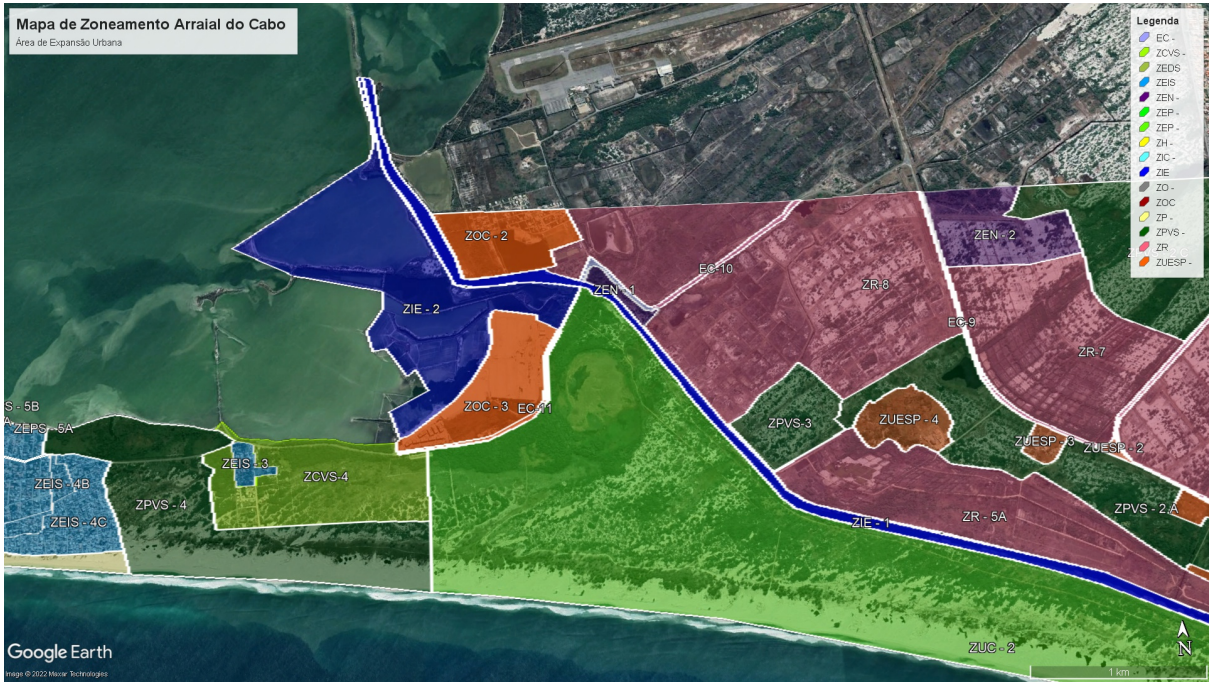 Mapa de Zoneamento Arraial do Cabo
Área de Expansão Urbana
Legenda
EC -
ZCVS -
ZEDS
ZEIS
ZEN -
ZEP -
ZEP -
ZH -
ZIC -
ZIE
ZO -
ZOC
ZP -
ZPVS -
ZR
ZUESP -
ZOC - 2
ZEN - 2
EC-10
ZR-8
ZEN - 1
ZIE - 2
EC-9
ZR-7
ZOC - 3
EC-11
S - 5B
A
ZEPS - 5A
ZPVS-3
ZUESP - 4
ZUESP - 3
ZUESP - 2
ZEIS - 3
ZCVS-4
ZEIS - 4B
ZPVS - 4
ZEIS - 4C
ZIE - 1
ZR - 5A
ZPVS - 2.A
ZUC - 2
N
1 km
Google Earth
Image © 2022 Maxar Technologies